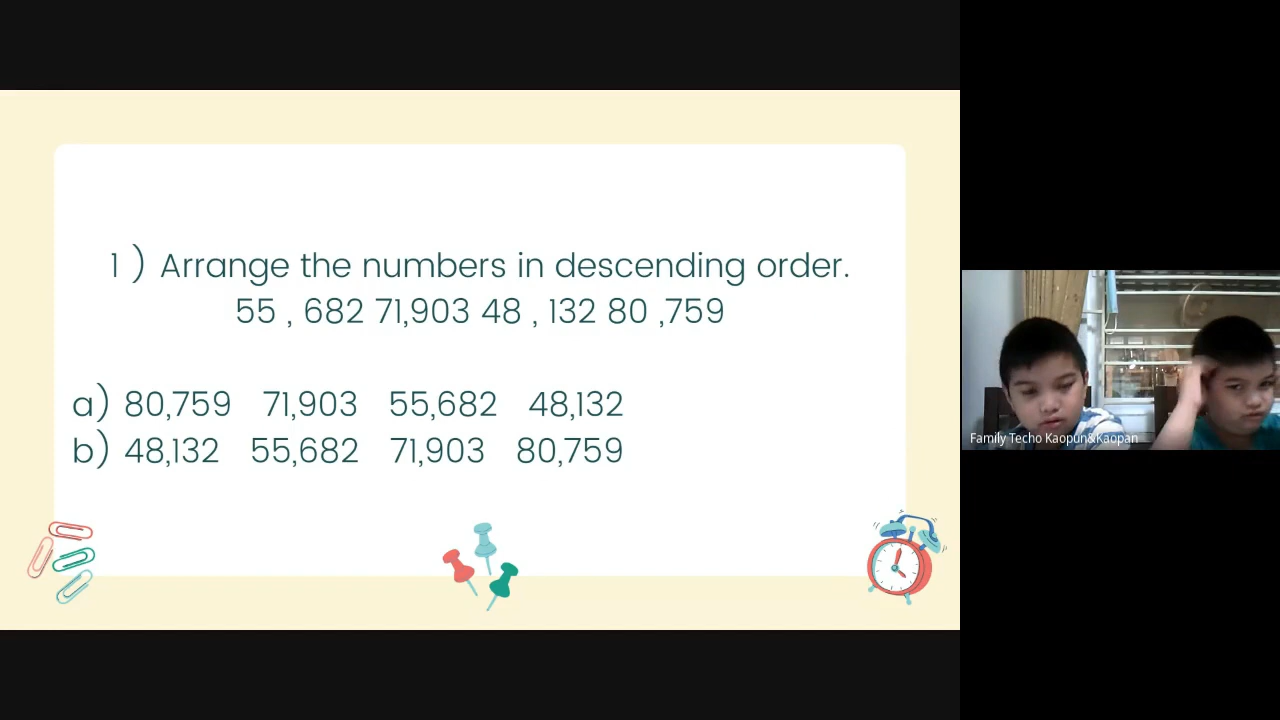 1 ) Arrange the numbers in descending order.
55 , 682 71,903 48 , 132 80 ,759
a) 80,759 71,903 55,682 48,132
b) 48,132 55,682 71,903 80,759
Family Techo Kaopun&Kaopan